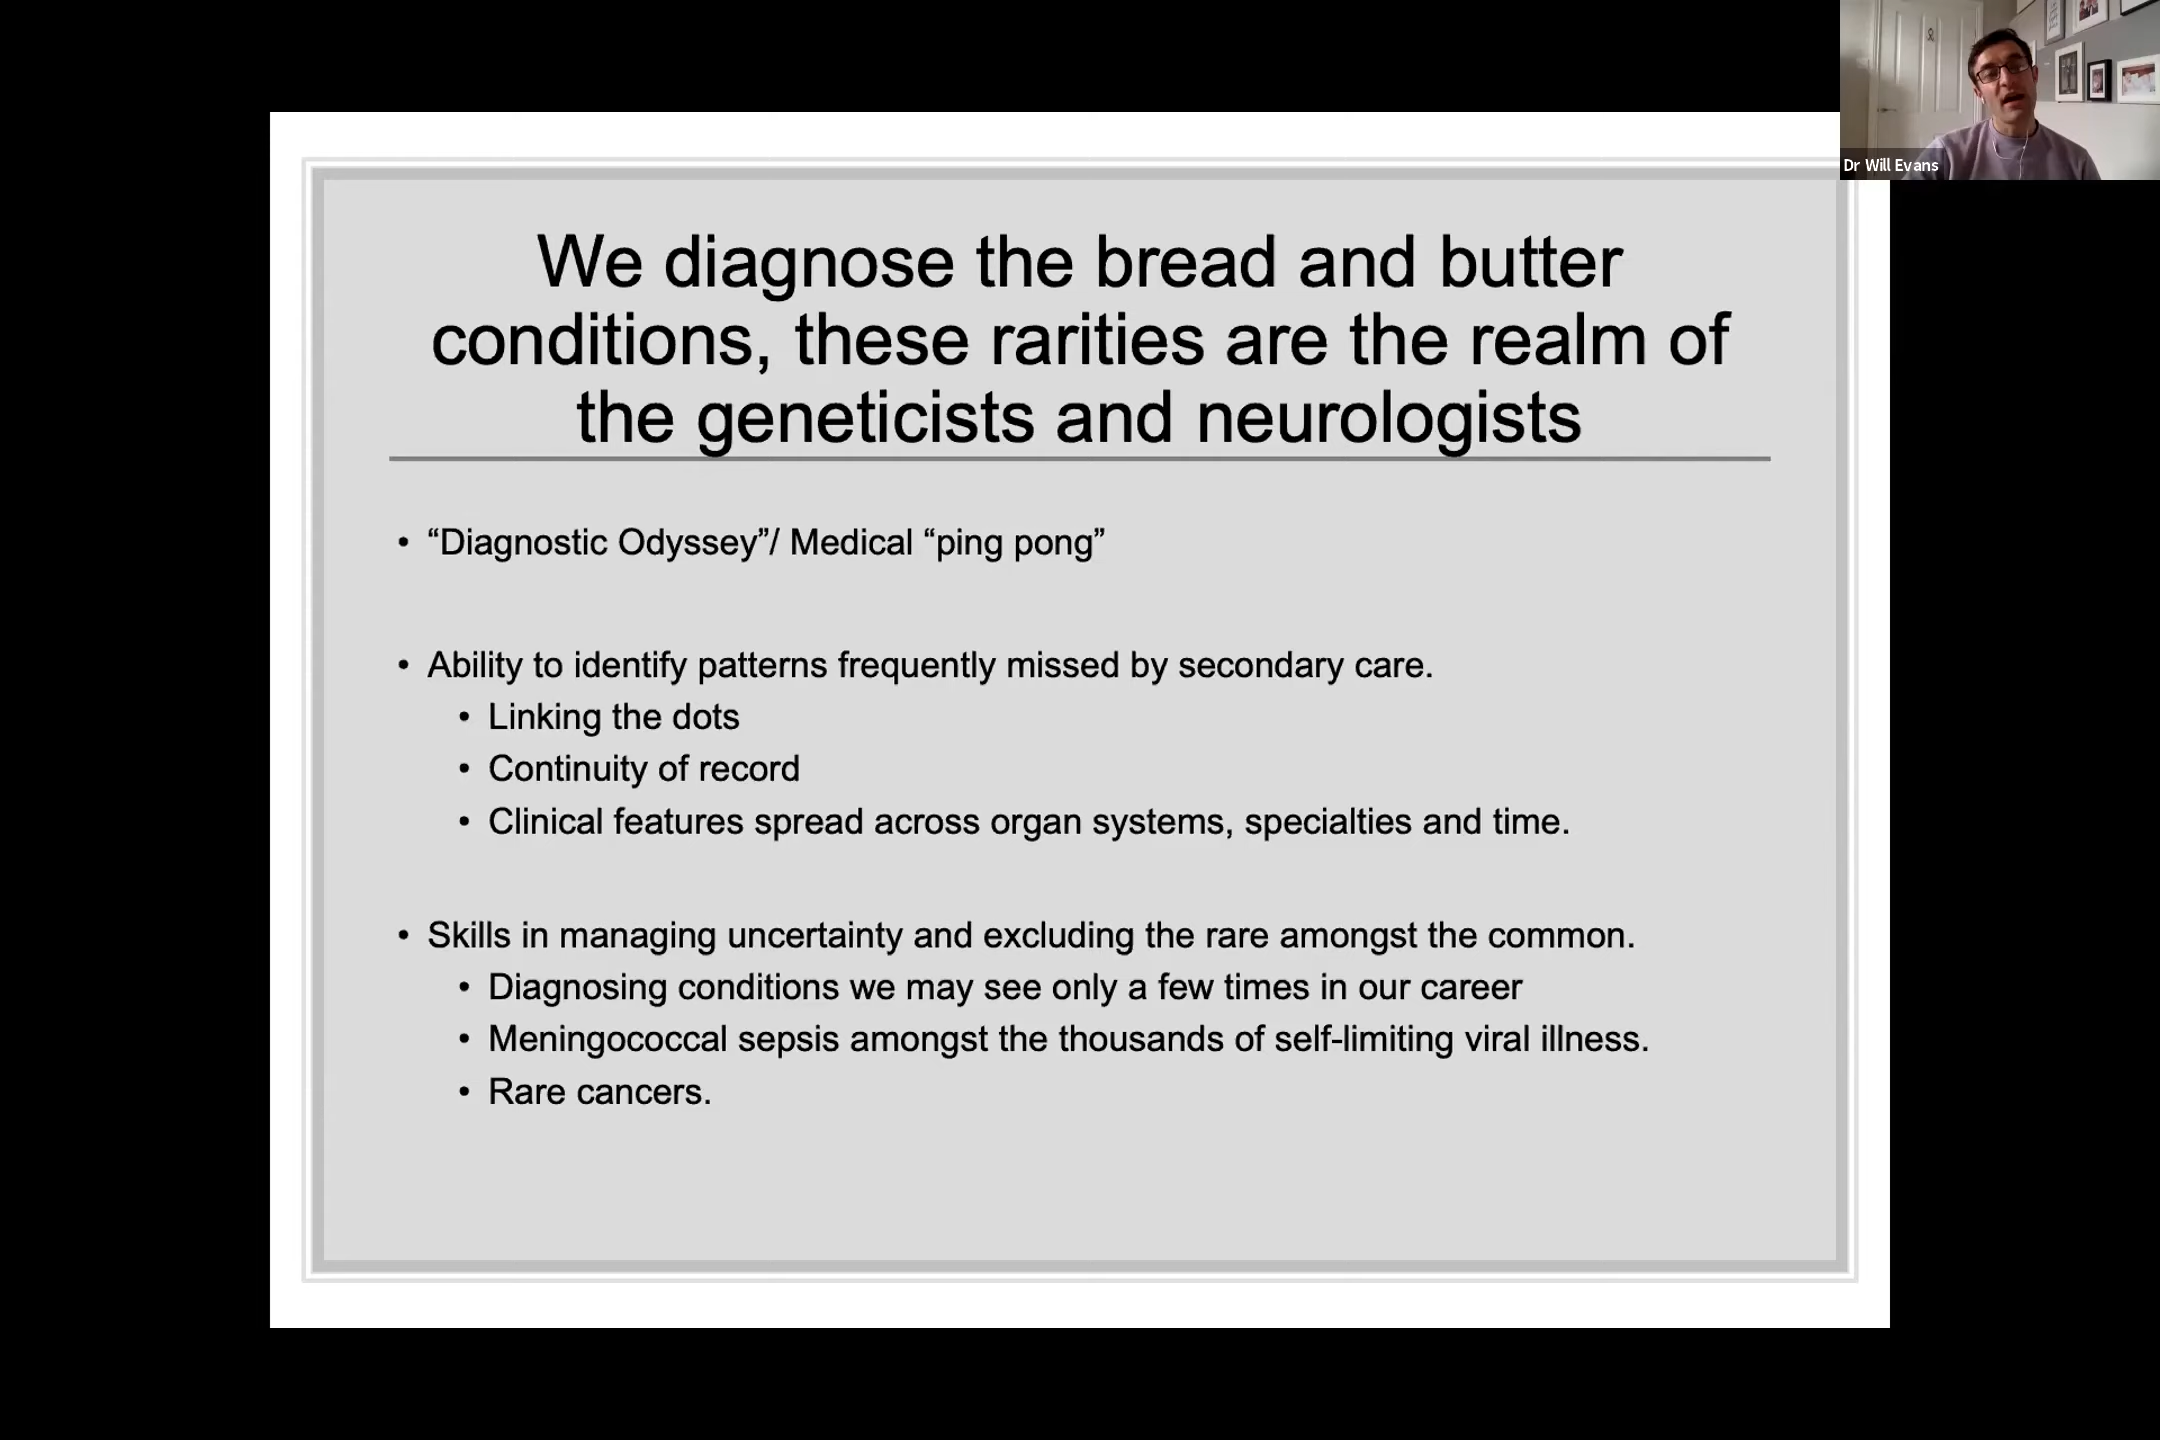 Dr Will Evans
We diagnose the bread and butter
conditions, these rarities are the realm of
the geneticists and neurologists
• “Diagnostic Odyssey”/ Medical “ping pong”
• Ability to identify patterns frequently missed by secondary care.
• Linking the dots
• Continuity of record
• Clinical features spread across organ systems, specialties and time.
• Skills in managing uncertainty and excluding the rare amongst the common.
• Diagnosing conditions we may see only a few times in our career
• Meningococcal sepsis amongst the thousands of self-limiting viral illness.
• Rare cancers.